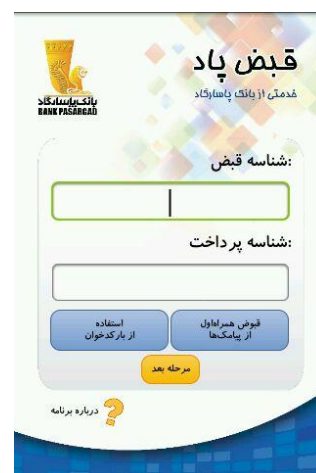 قبض پاد
خدمتی از بانک پاسارگاد
بانک‌پاسارگاد
BANK PASARGAD
شناسه قبض:
شناسه پرداخت:
قبوض همراه‌اول
از پیامک‌ها
استفاده
از بارکدخوان
مرحله بعد
درباره برنامه